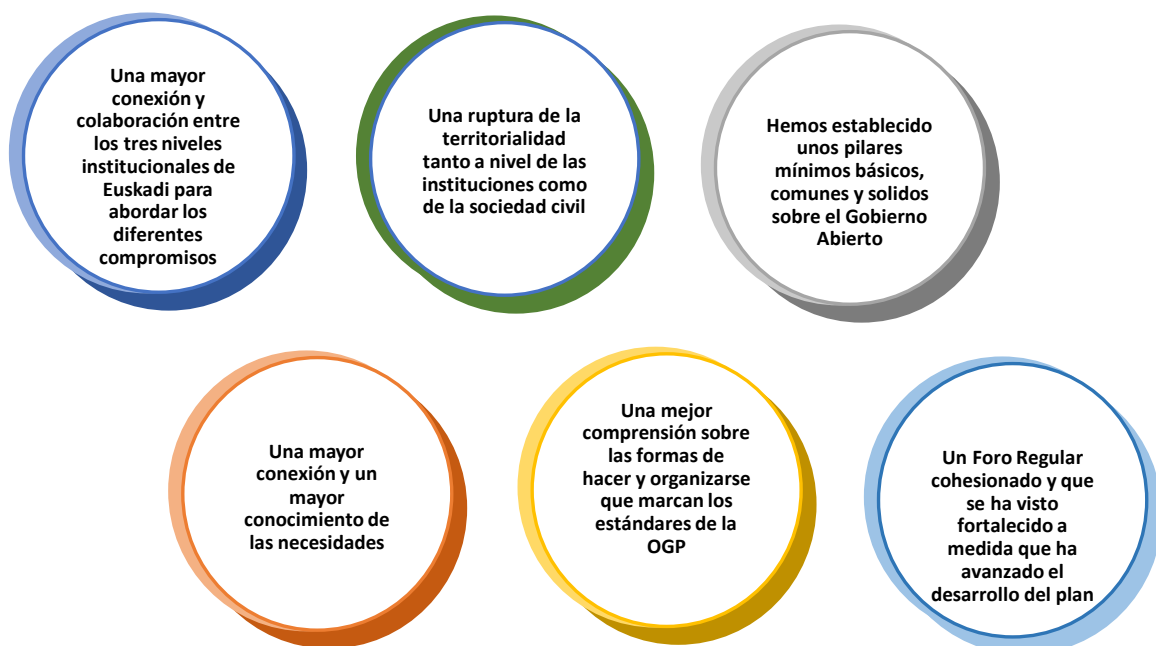 Una mayor
conexión y
colaboración entre
los tres niveles
institucionales de
Euskadi para
abordar los
diferentes
compromisos
Una ruptura de la
territorialidad
tanto a nivel de las
instituciones como
de la sociedad civil
Hemos establecido
unos pilares
mínimos básicos,
comunes y solidos
sobre el Gobierno
Abierto
Una mayor
conexión y un
mayor
conocimiento de
las necesidades
Una mejor
comprensión sobre
las formas de
hacer y organizarse
que marcan los
estándares de la
OGP
Un Foro Regular
cohesionado y que
se ha visto
fortalecido a
medida que ha
avanzado el
desarrollo del plan